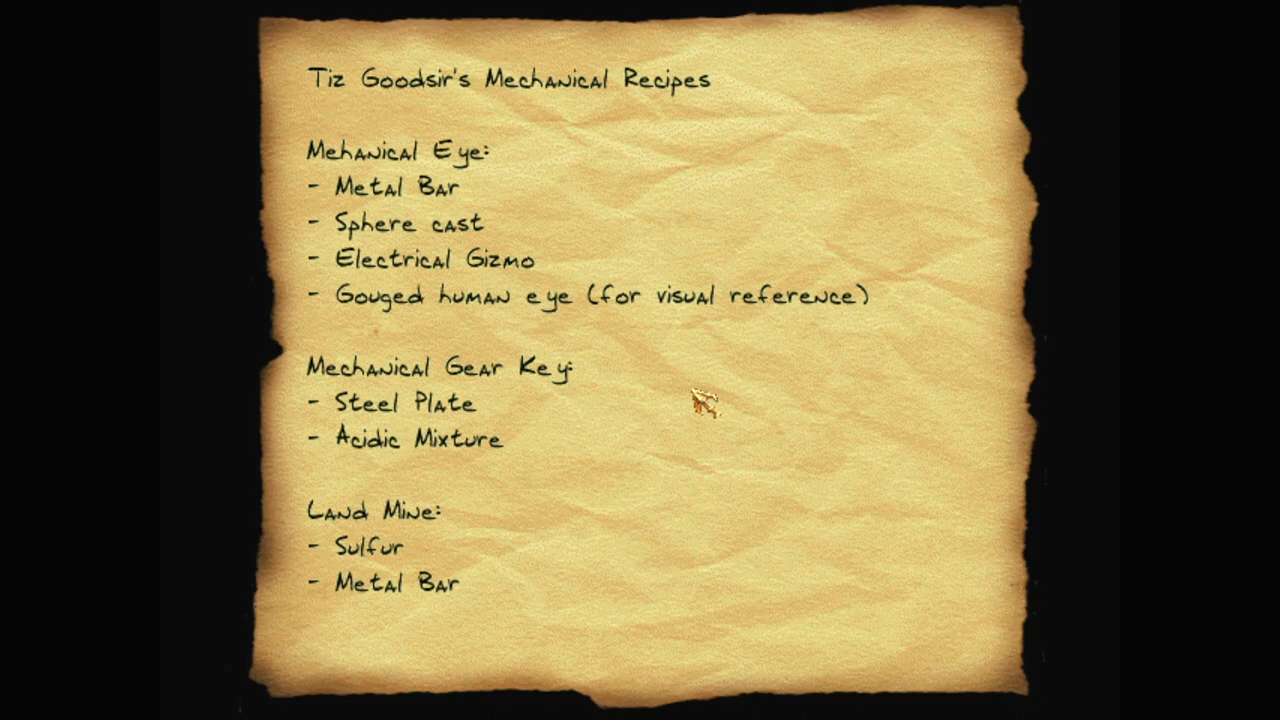 Tiz Goodsir's Mechanical Recipes
Mehanical Eye:
- Metal Bar
- Sphere cast
- Electrical Gizmo
- Gouged human eye (for visual reference)
Mechanical Gear Key:
- Steel Plate
- Acidic Mixture
Land Mine:
- Sulfur
- Metal Bar